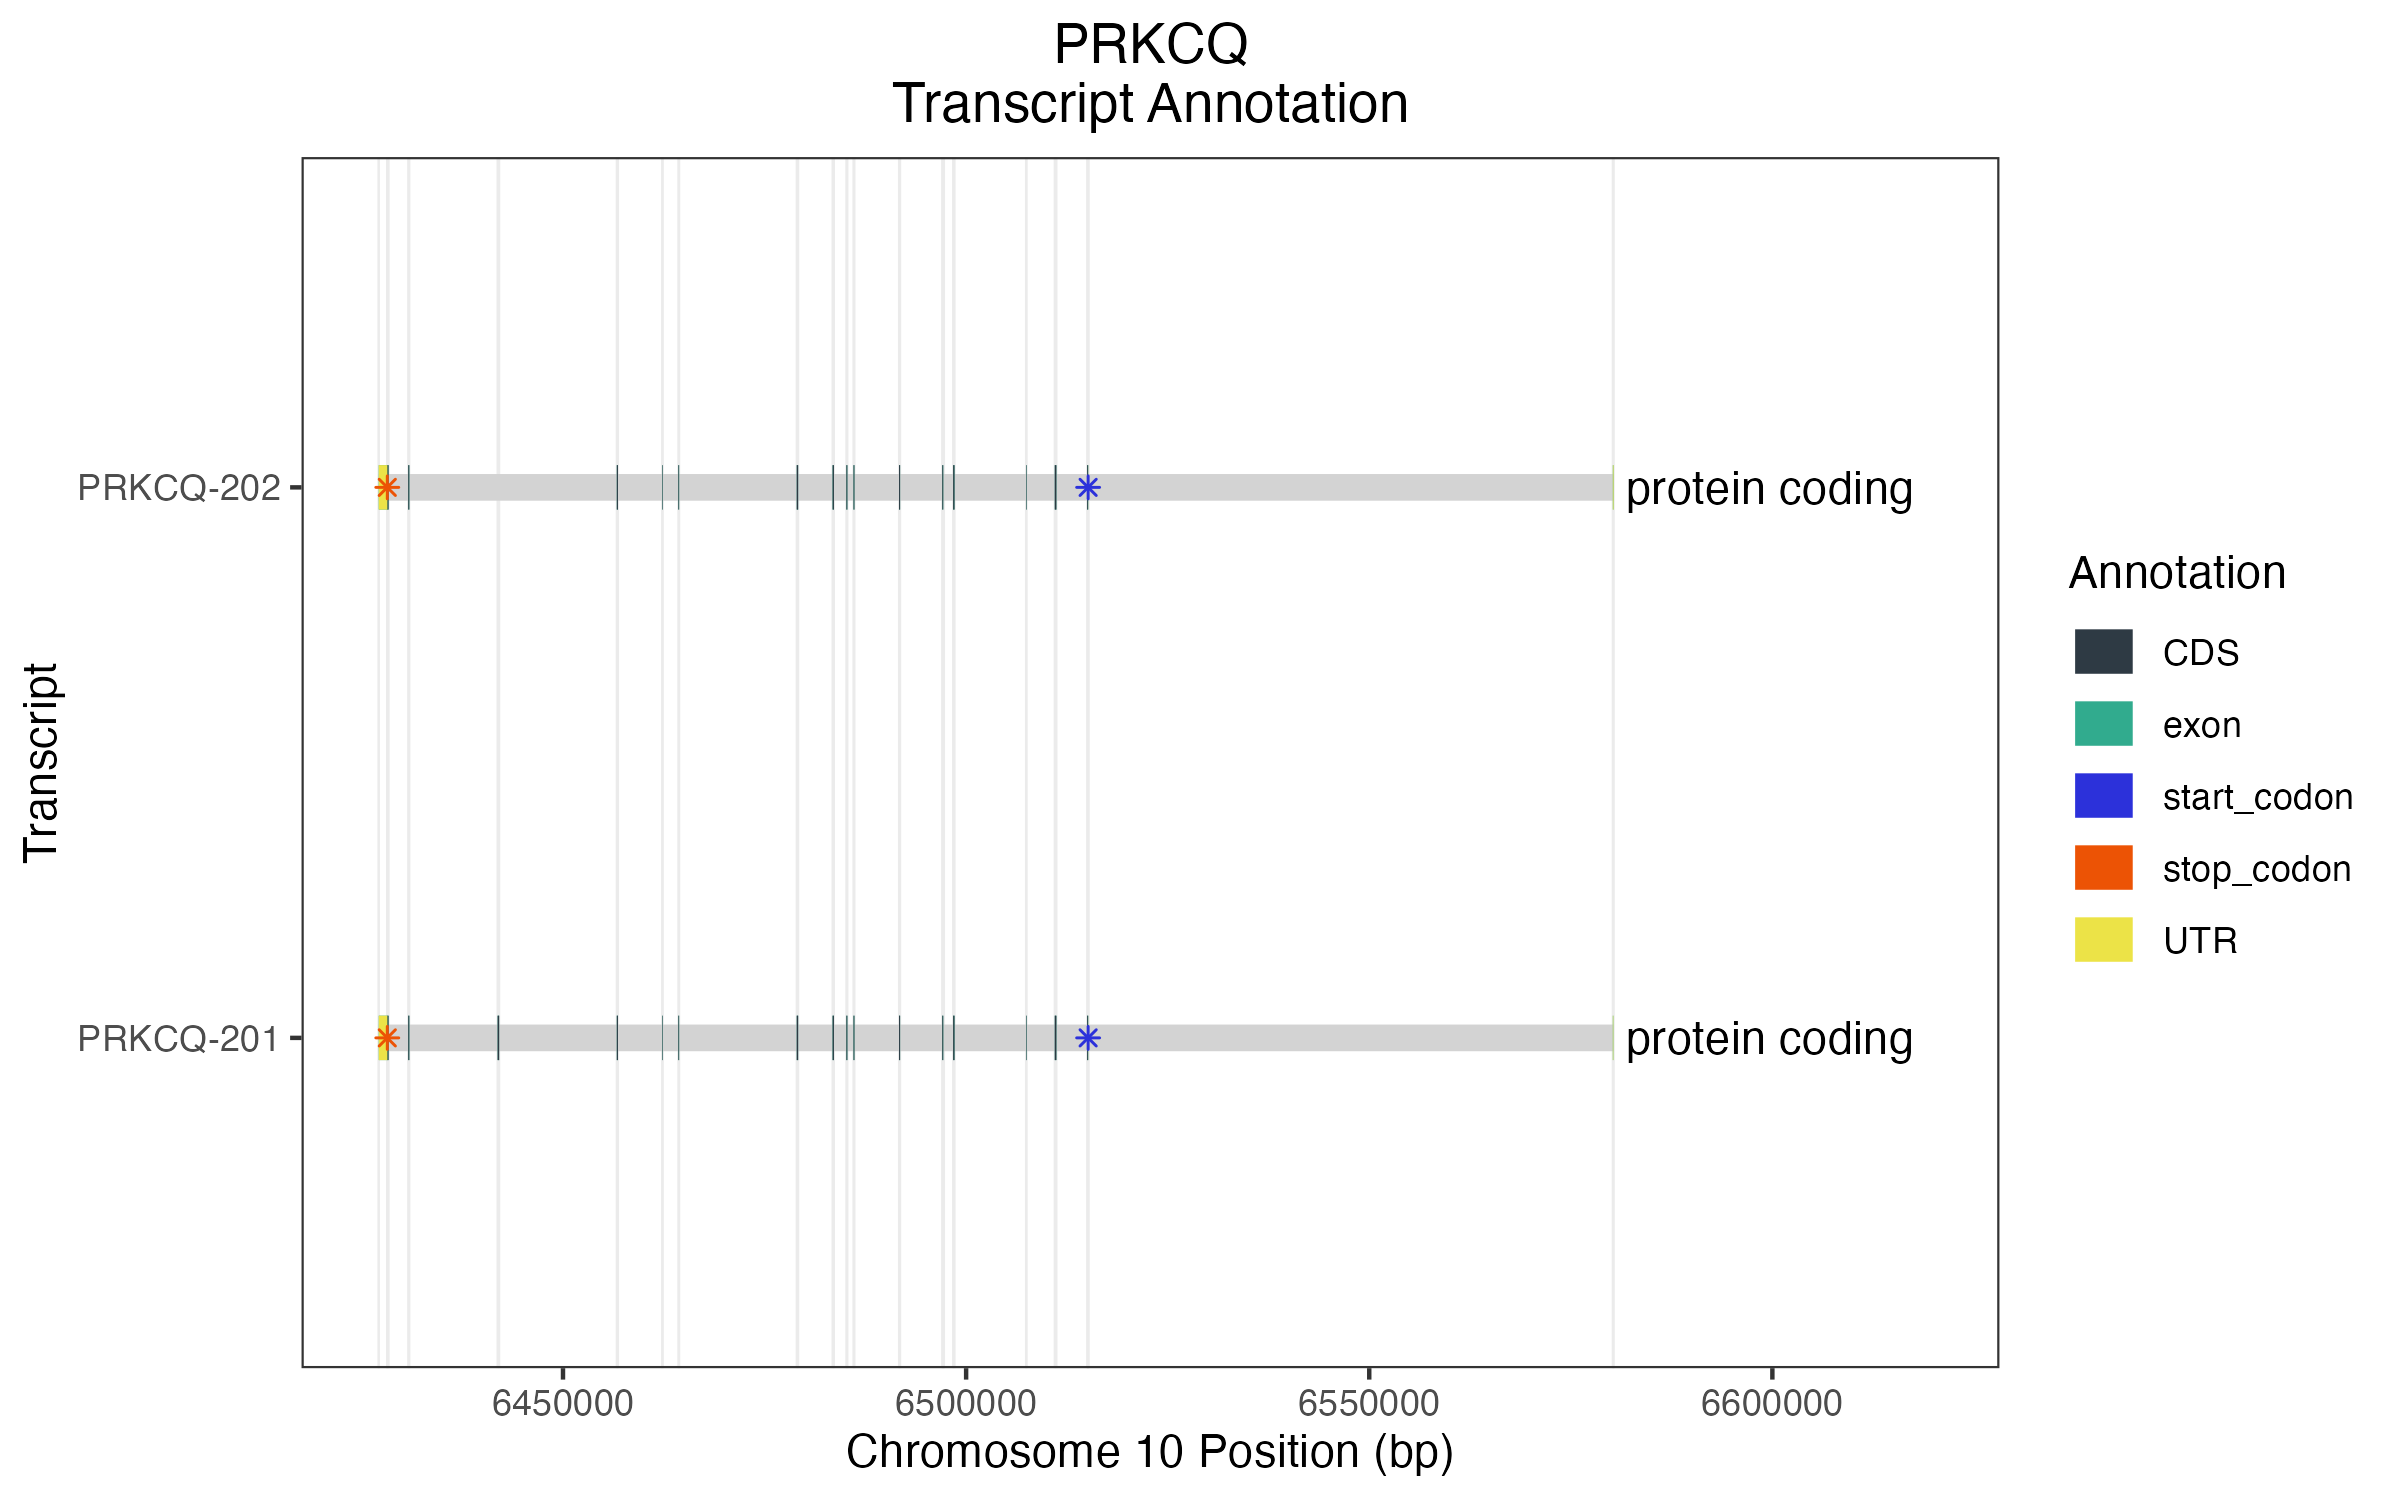 PRKCQ
Transcript Annotation
Transcript
PRKCQ-202
protein coding
PRKCQ-201
protein coding
6450000
6500000
6550000
6600000
Chromosome 10 Position (bp)
Annotation
CDS
exon
start_codon
stop_codon
UTR